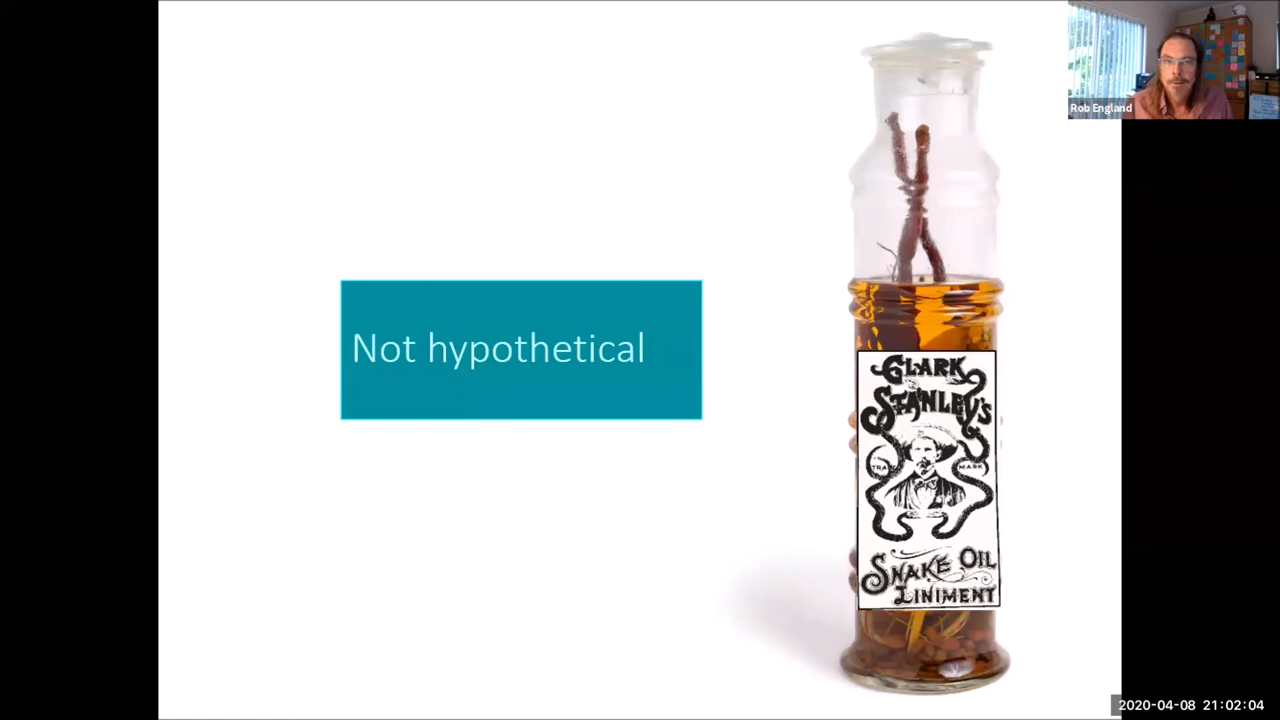 Rob England
Not hypothetical
CLARK
STANLEY'S
TRADE MARK
SNAKE OIL
LINIMENT
2020-04-08 21:02:04